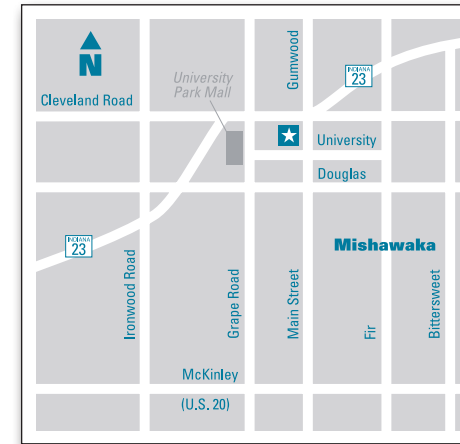 N
Cleveland Road
University
Park Mall
Gumwood
INDIANA
23
University
Douglas
INDIANA
23
Mishawaka
Ironwood Road
Grape Road
Main Street
Fir
Bittersweet
McKinley
(U.S. 20)